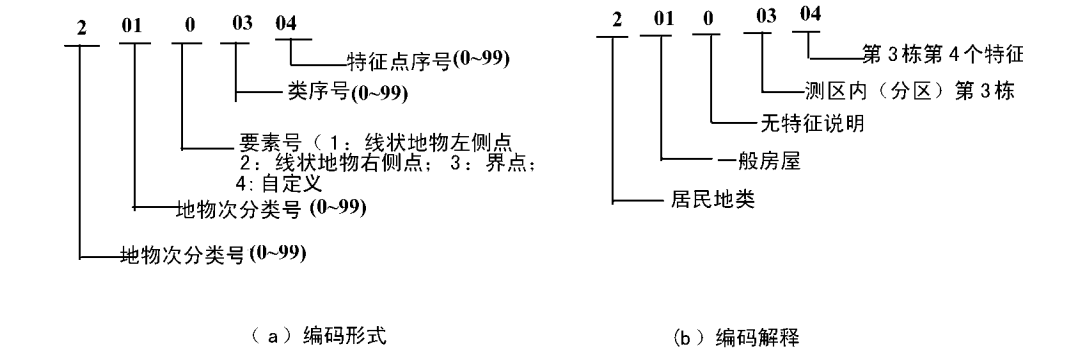 2 01 0 03 04
特征点序号(0~99)
类序号(0~99)
要素号（1：线状地物左侧点
2：线状地物右侧点；3：界点；
4:自定义
地物次分类号 (0~99)
地物次分类号 (0~99)
（a）编码形式
2 01 0 03 04
第3栋第4个特征
测区内（分区）第3栋
无特征说明
一般房屋
居民地类
(b）编码解释